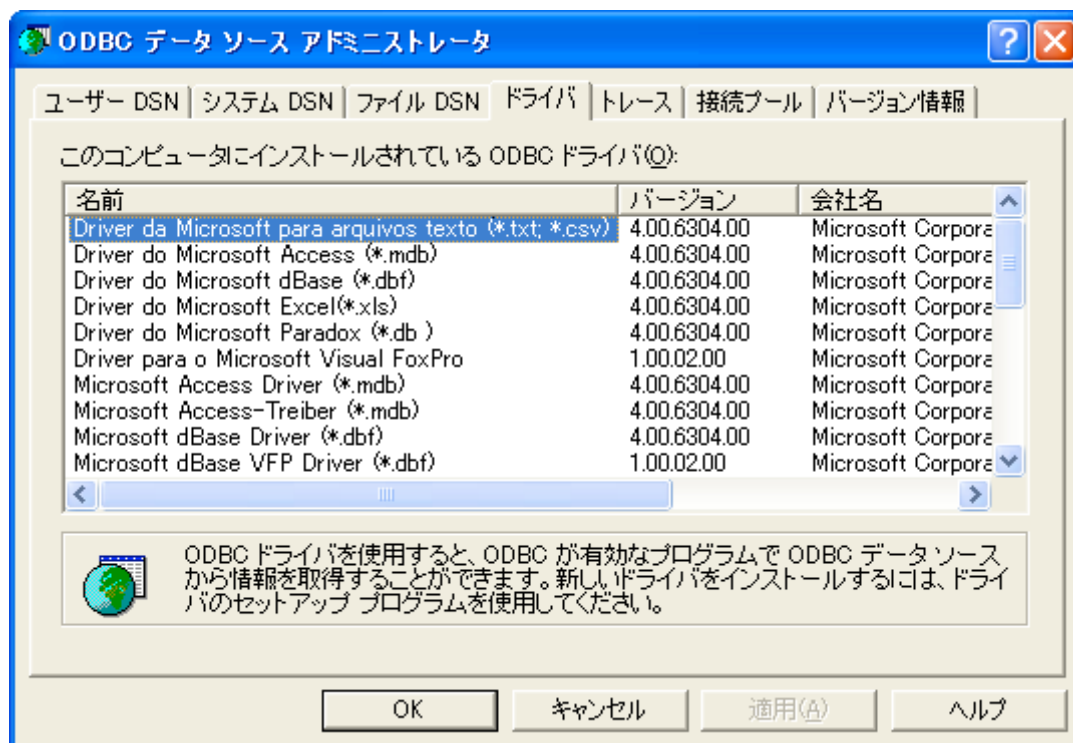 ODBC データ ソース アドミニストレータ
ユーザー DSN システム DSN ファイル DSN ドライバ トレース 接続プール バージョン情報
このコンピュータにインストールされている ODBC ドライバ(O):
名前 バージョン 会社名
Driver da Microsoft para arquivos texto (*.txt; *.csv) 4.00.6304.00 Microsoft Corpora
Driver do Microsoft Access (*.mdb) 4.00.6304.00 Microsoft Corpora
Driver do Microsoft dBase (*.dbf) 4.00.6304.00 Microsoft Corpora
Driver do Microsoft Excel(*.xls) 4.00.6304.00 Microsoft Corpora
Driver do Microsoft Paradox (*.db ) 4.00.6304.00 Microsoft Corpora
Driver para o Microsoft Visual FoxPro 1.00.02.00 Microsoft Corpora
Microsoft Access Driver (*.mdb) 4.00.6304.00 Microsoft Corpora
Microsoft Access-Treiber (*.mdb) 4.00.6304.00 Microsoft Corpora
Microsoft dBase Driver (*.dbf) 4.00.6304.00 Microsoft Corpora
Microsoft dBase VFP Driver (*.dbf) 1.00.02.00 Microsoft Corpora
ODBC ドライバを使用すると、ODBC が有効なプログラムで ODBC データ ソース
から情報を取得することができます。新しいドライバをインストールするには、ドライ
バのセットアップ プログラムを使用してください。
OK キャンセル 適用(A) ヘルプ